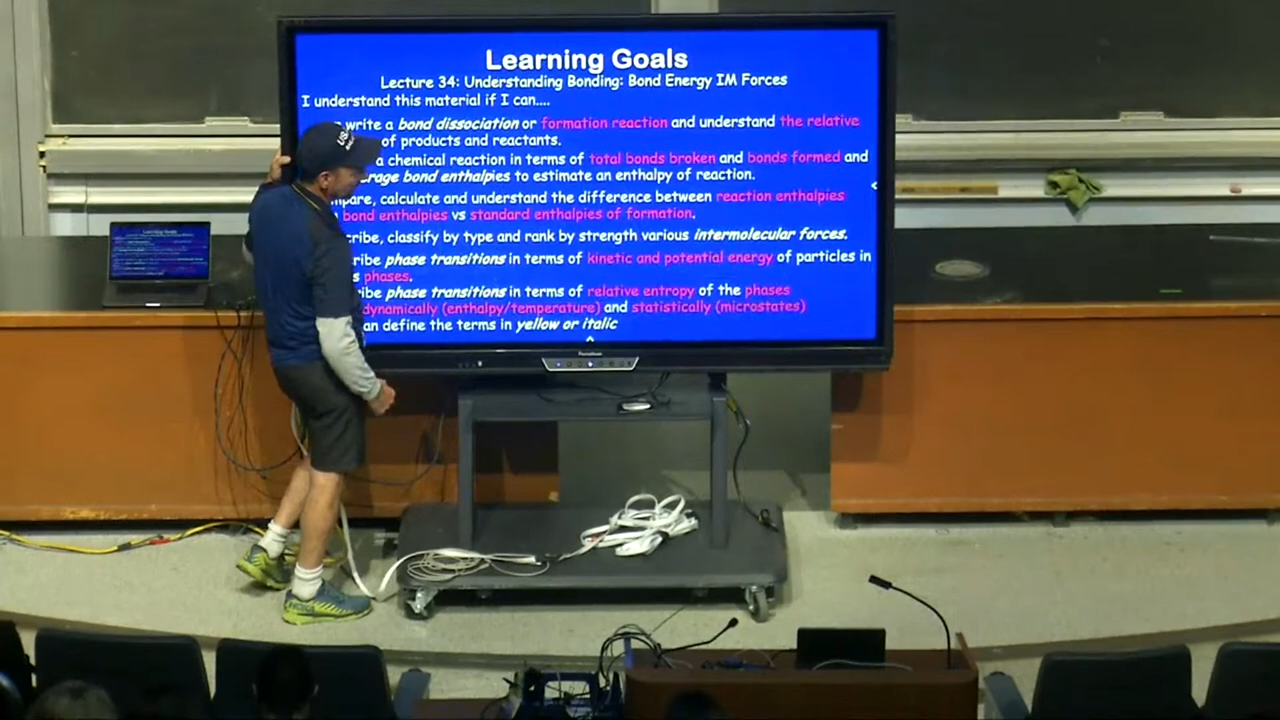 Learning Goals
Lecture 34: Understanding Bonding: Bond Energy IM Forces
I understand this material if I can....
write a bond dissociation or formation reaction and understand the relative
of products and reactants.
a chemical reaction in terms of total bonds broken and bonds formed and
erage bond enthalpies to estimate an enthalpy of reaction.
mpare, calculate and understand the difference between reaction enthalpies
bond enthalpies vs standard enthalpies of formation.
cribe, classify by type and rank by strength various intermolecular forces.
ribe phase transitions in terms of kinetic and potential energy of particles in
s phases.
ibe phase transitions in terms of relative entropy of the phases
dynamically (enthalpy/temperature) and statistically (microstates)
an define the terms in yellow or italic
Learning Goals